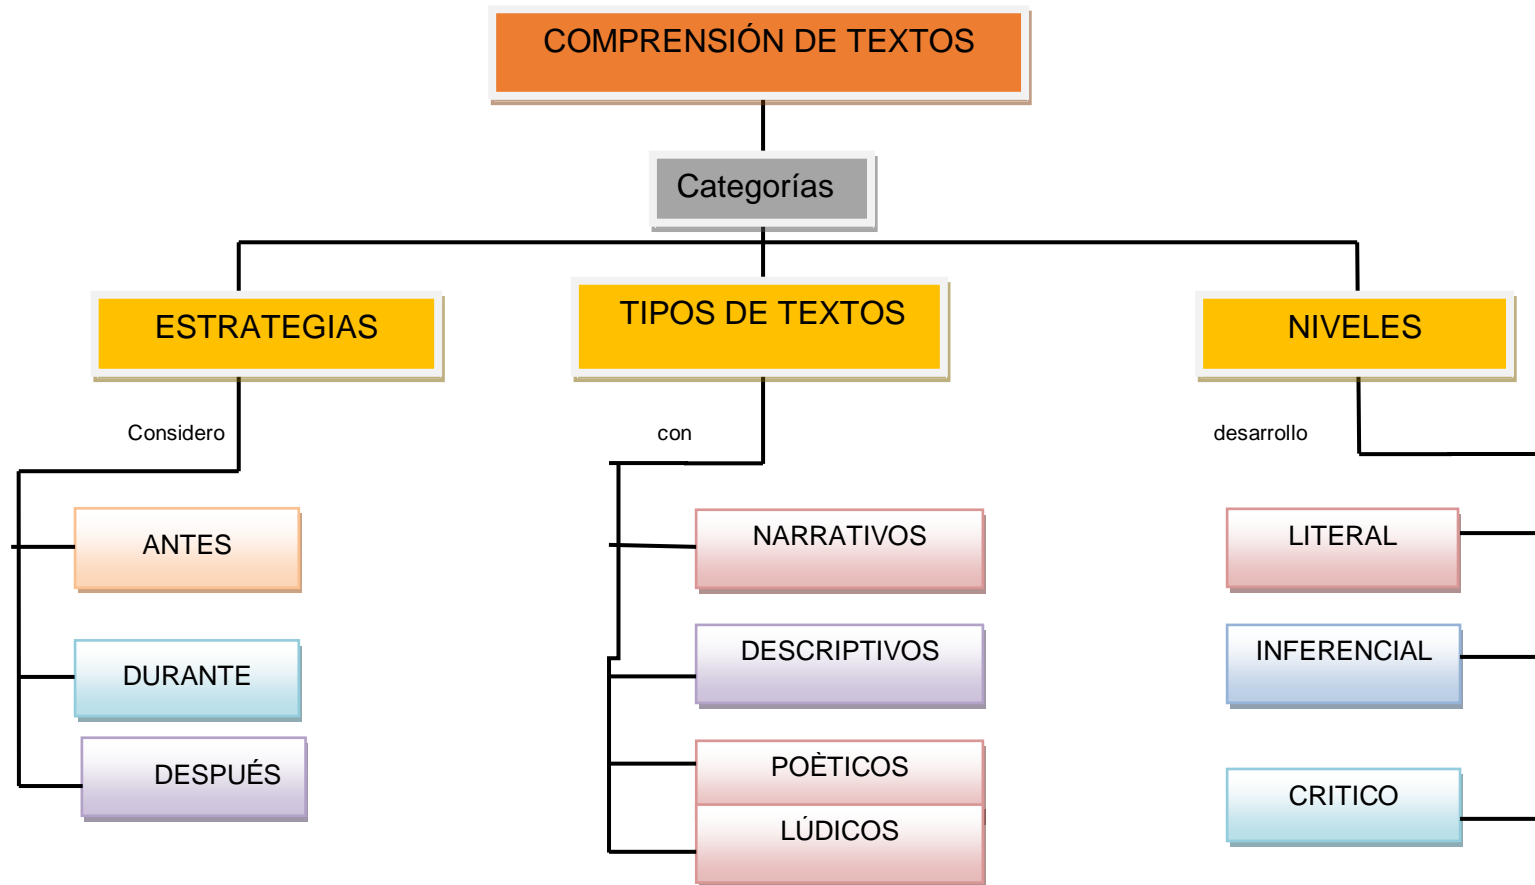 COMPRENSIÓN DE TEXTOS
Categorías
ESTRATEGIAS
TIPOS DE TEXTOS
NIVELES
Considero
con
desarrollo
ANTES
NARRATIVOS
LITERAL
DURANTE
DESCRIPTIVOS
INFERENCIAL
DESPUÉS
POÈTICOS
CRITICO
LÚDICOS